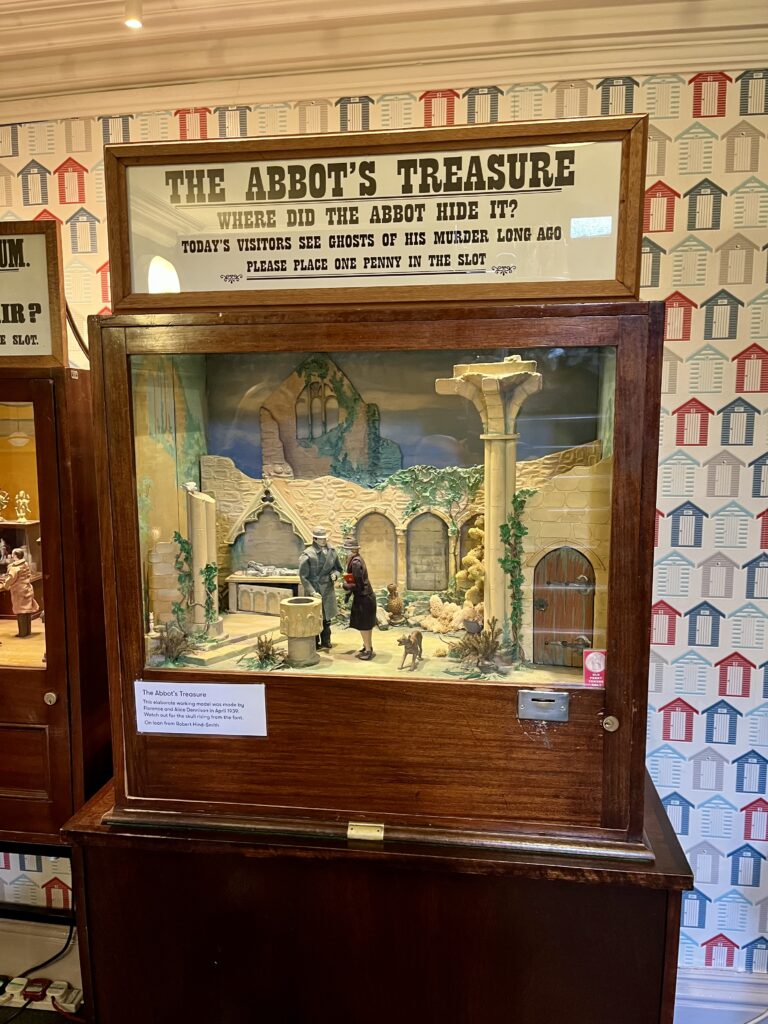 THE ABBOT'S TREASURE
WHERE DID THE ABBOT HIDE IT?
TODAY'S VISITORS SEE GHOSTS OF HIS MURDER LONG AGO
PLEASE PLACE ONE PENNY IN THE SLOT
UM.
IR?
E SLOT.
The Abbot's Treasure
This elaborate working model was made by
Florence and Alice Dennison in April 1939.
Watch out for the skull rising from the font.
On loan from Robert Hind-Smith
OLD
PENNY